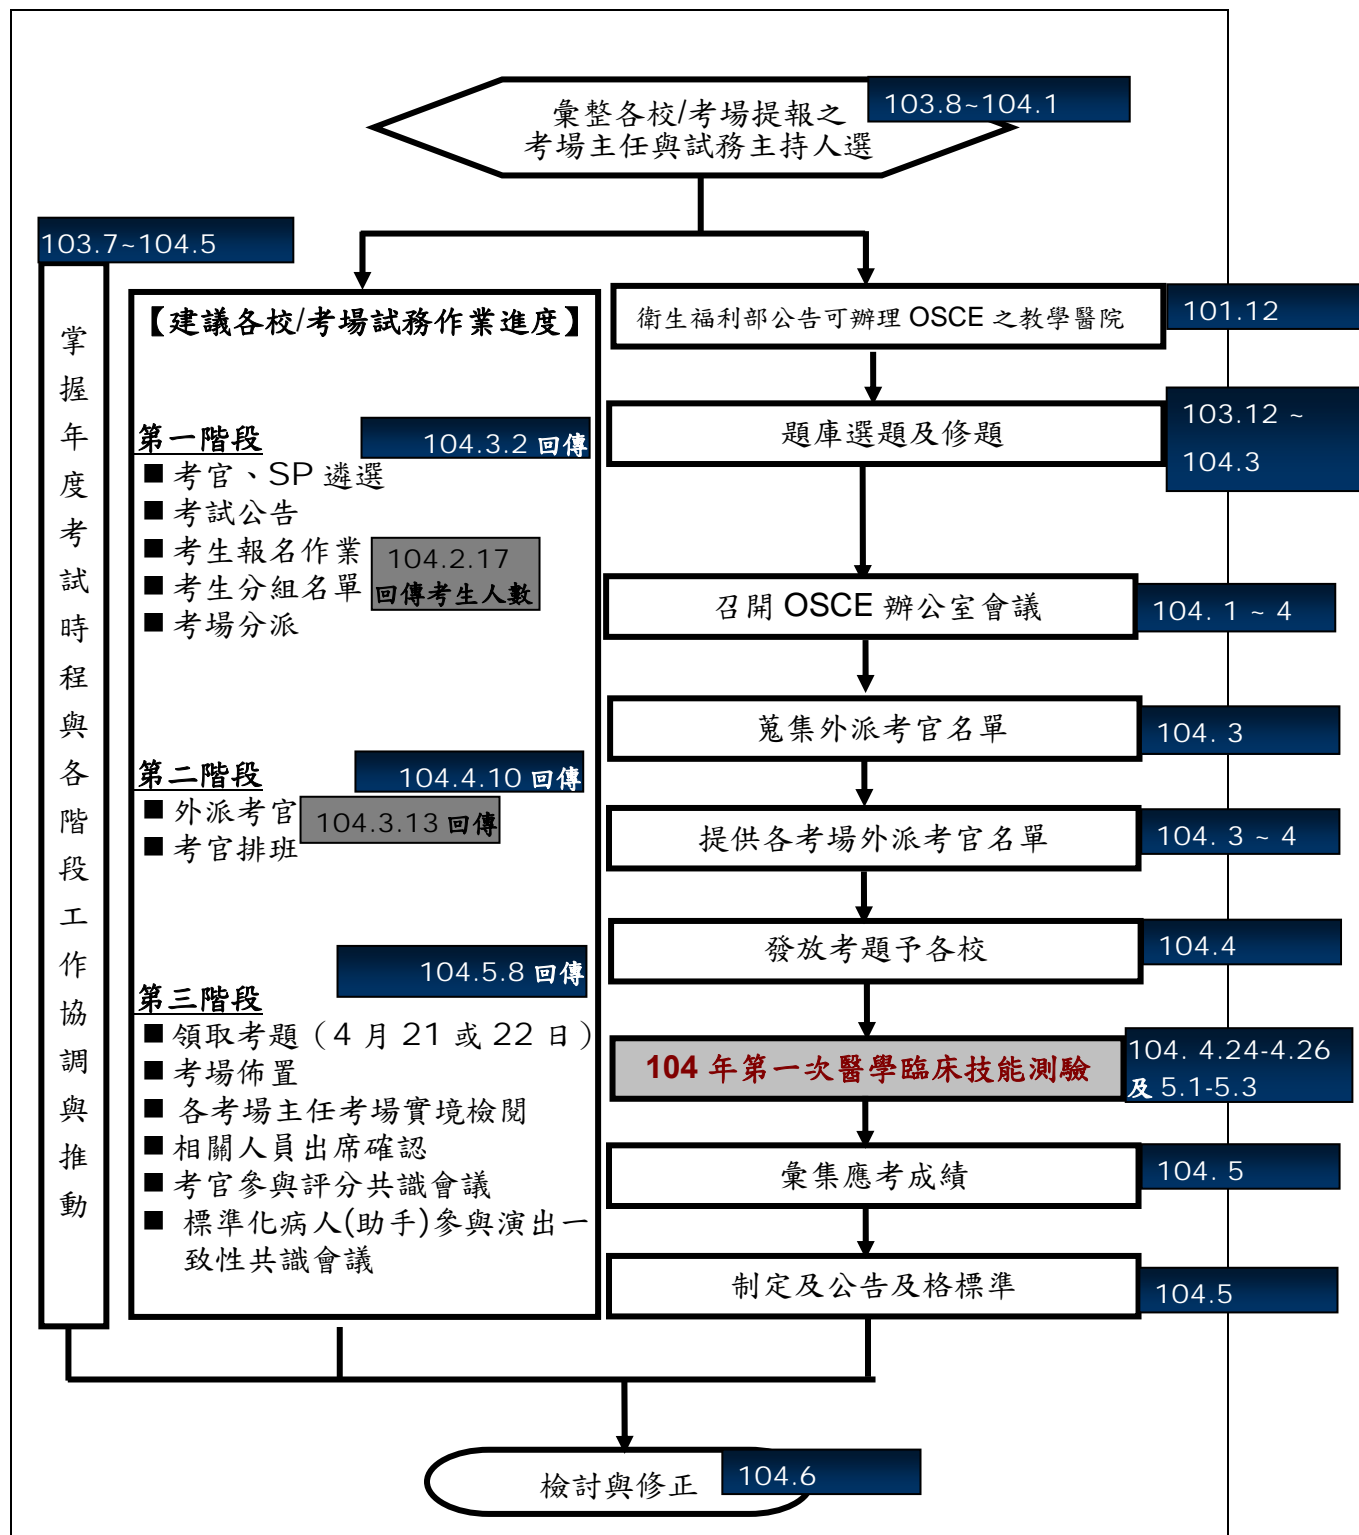 彙整各校/考場提報之
考場主任與試務主持人選
103.8~104.1
103.7~104.5
掌握年度考試時程與各階段工作協調與推動
【建議各校/考場試務作業進度】
第一階段
104.3.2 回傳
■ 考官、SP 遴選
■ 考試公告
■ 考生報名作業
■ 考生分組名單
104.2.17
回傳考生人數
■ 考場分派
第二階段
104.4.10 回傳
■ 外派考官
104.3.13 回傳
■ 考官排班
104.5.8 回傳
第三階段
■ 領取考題（4 月 21 或 22 日）
■ 考場佈置
■ 各考場主任考場實境檢閱
■ 相關人員出席確認
■ 考官參與評分共識會議
■ 標準化病人(助手)參與演出一
致性共識會議
衛生福利部公告可辦理 OSCE 之教學醫院
101.12
題庫選題及修題
103.12 ~
104.3
召開 OSCE 辦公室會議
104. 1 ~ 4
蒐集外派考官名單
104. 3
提供各考場外派考官名單
104. 3 ~ 4
發放考題予各校
104.4
104 年第一次醫學臨床技能測驗
104. 4.24-4.26
及 5.1-5.3
彙集應考成績
104. 5
制定及公告及格標準
104.5
檢討與修正
104.6